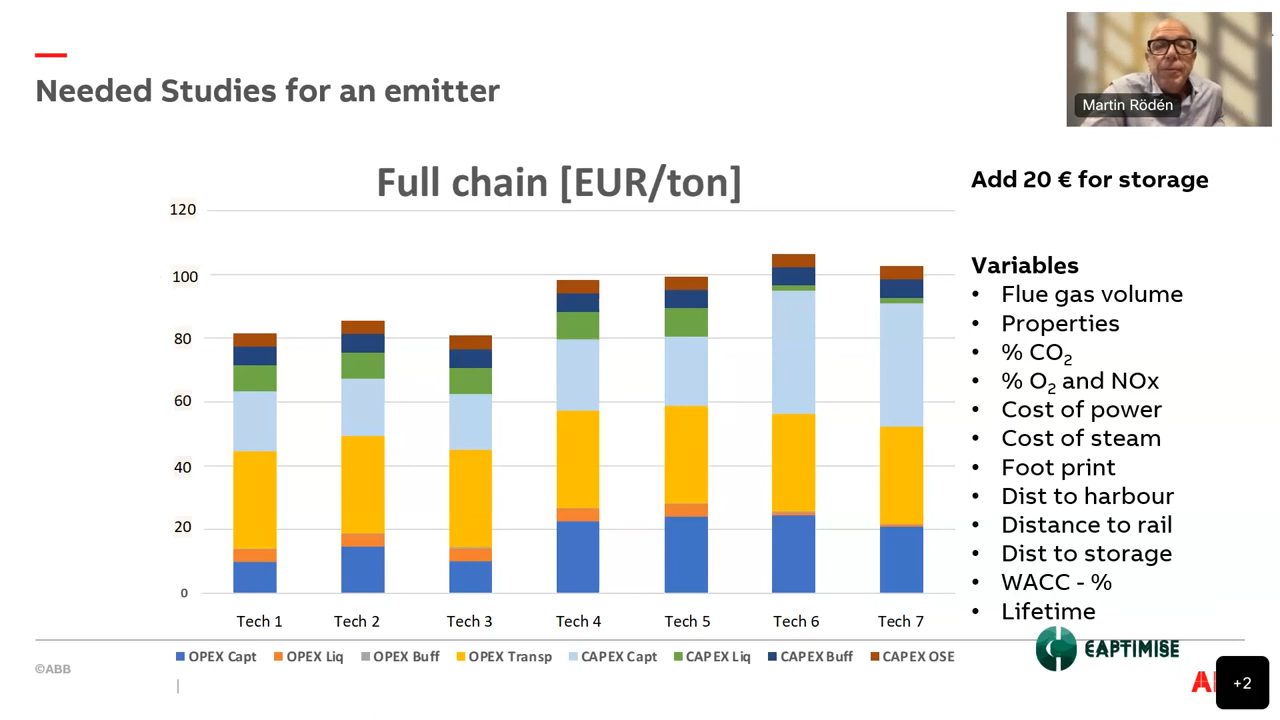 Needed Studies for an emitter
Martin Rödén
Full chain [EUR/ton]
Add 20 € for storage
120
100
80
60
40
20
0
Tech 1
Tech 2
Tech 3
Tech 4
Tech 5
Tech 6
Tech 7
OPEX Capt
OPEX Liq
OPEX Buff
OPEX Transp
CAPEX Capt
CAPEX Liq
CAPEX Buff
CAPEX OSE
Variables
• Flue gas volume
• Properties
• % CO₂
• % O₂ and NOx
• Cost of power
• Cost of steam
• Foot print
• Dist to harbour
• Distance to rail
• Dist to storage
• WACC - %
• Lifetime
CAPTIMISE
©ABB
+2